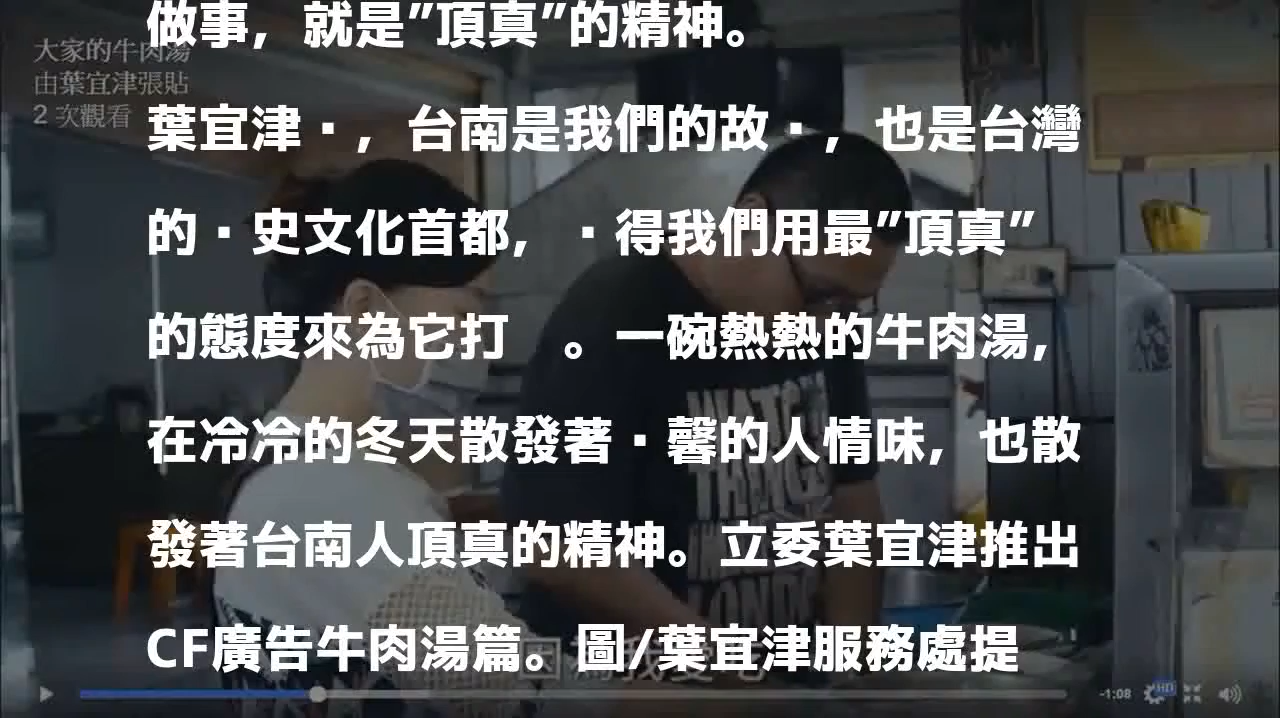 做事，就是”頂真”的精神。
大家的牛肉湯
由葉宜津張貼
2 次觀看
葉宜津▪，台南是我們的故▪，也是台灣
的▪史文化首都，▪得我們用最”頂真”
的態度來為它打　。一碗熱熱的牛肉湯，
在冷冷的冬天散發著▪馨的人情味，也散
發著台南人頂真的精神。立委葉宜津推出
CF廣告牛肉湯篇。圖/葉宜津服務處提
-1:08
HD